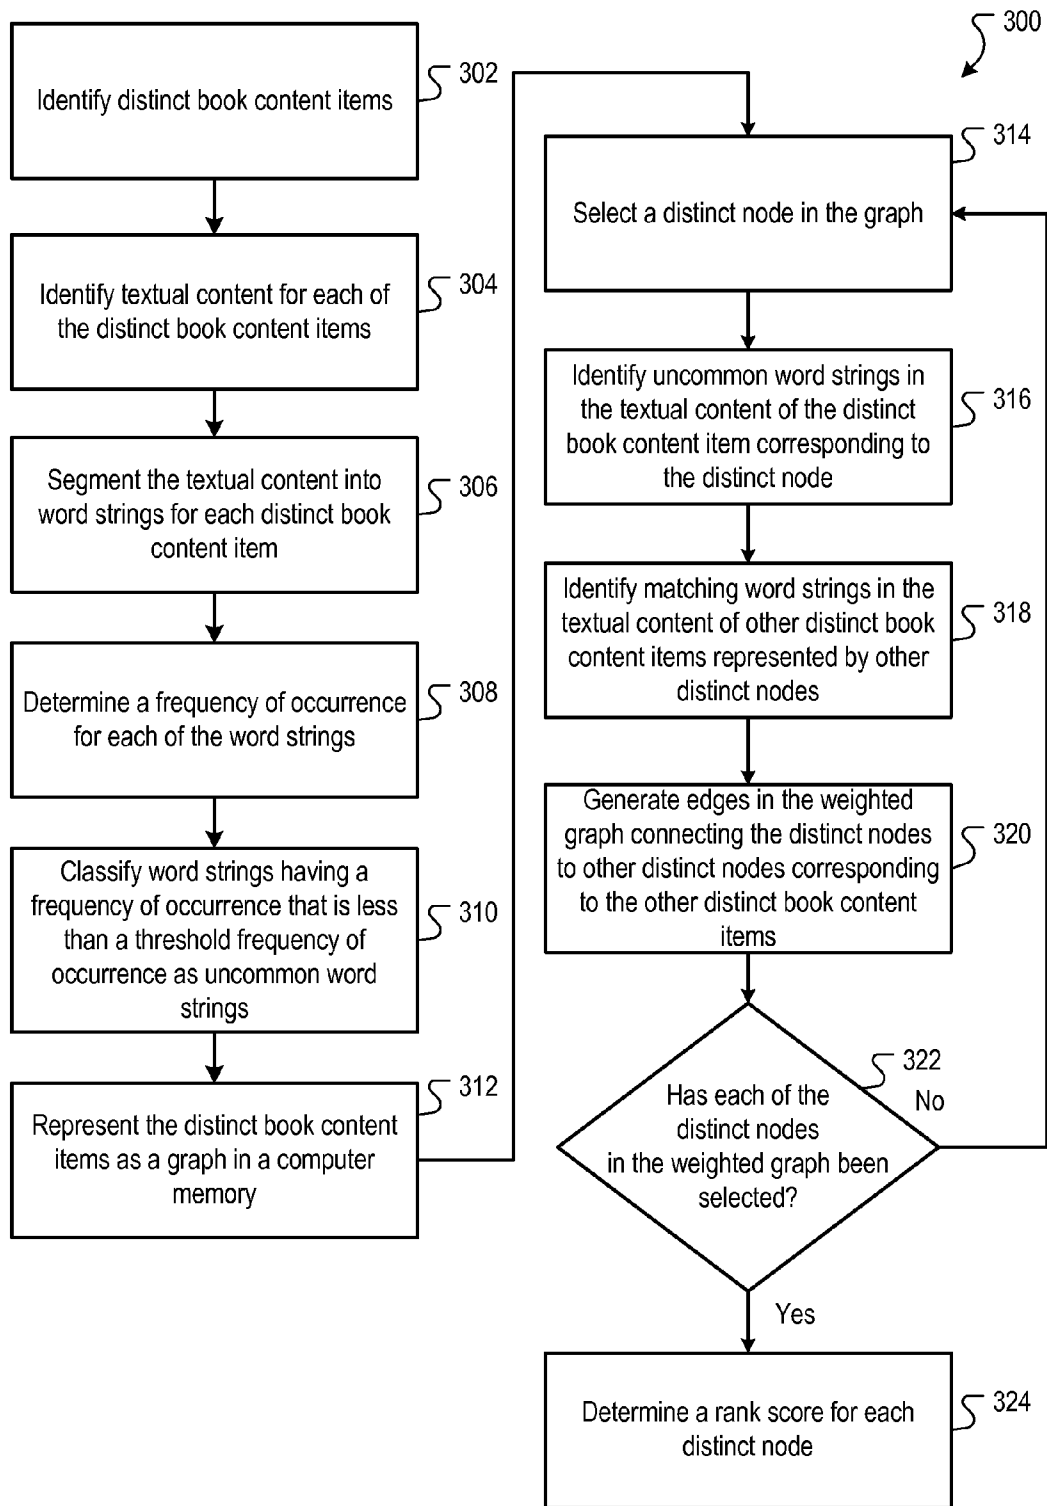 300
Identify distinct book content items
302
Identify textual content for each of
the distinct book content items
304
Segment the textual content into
word strings for each distinct book
content item
306
Determine a frequency of occurrence
for each of the word strings
308
Classify word strings having a
frequency of occurrence that is less
than a threshold frequency of
occurrence as uncommon word
strings
310
Represent the distinct book content
items as a graph in a computer
memory
312
Select a distinct node in the graph
314
Identify uncommon word strings in
the textual content of the distinct
book content item corresponding to
the distinct node
316
Identify matching word strings in the
textual content of other distinct book
content items represented by other
distinct nodes
318
Generate edges in the weighted
graph connecting the distinct nodes
to other distinct nodes corresponding
to the other distinct book content
items
320
Has each of the
distinct nodes
in the weighted graph been
selected?
322
No
Yes
Determine a rank score for each
distinct node
324